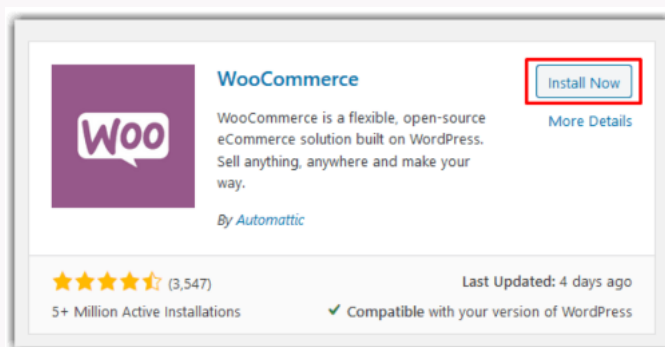 WooCommerce
Install Now
WooCommerce is a flexible, open-source
More Details
eCommerce solution built on WordPress.
Sell anything, anywhere and make your
way.
By Automattic
Woo
(3,547)
Last Updated: 4 days ago
5+ Million Active Installations
Compatible with your version of WordPress